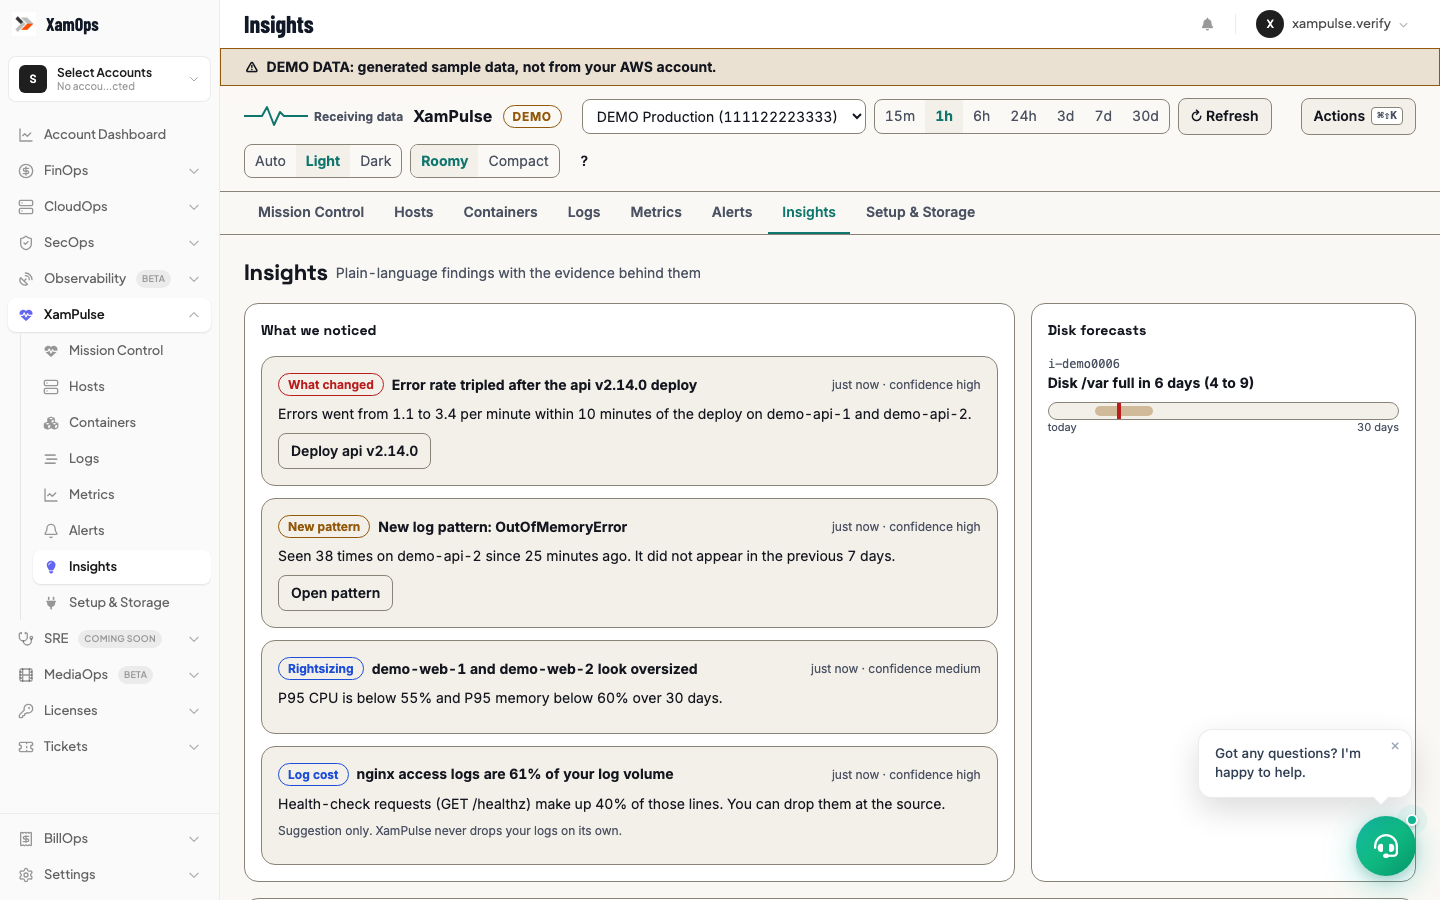 XamOps
S
Select Accounts
No accou...cted
Account Dashboard
FinOps
CloudOps
SecOps
Observability BETA
XamPulse
Mission Control
Hosts
Containers
Logs
Metrics
Alerts
Insights
Setup & Storage
SRE COMING SOON
MediaOps BETA
Licenses
Tickets
BillOps
Settings
Insights
X xampulse.verify
DEMO DATA: generated sample data, not from your AWS account.
Receiving data XamPulse DEMO DEMO Production (111122223333) 15m 1h 6h 24h 3d 7d 30d ↻ Refresh Actions ⌘⇧K
Auto Light Dark Roomy Compact ?
Mission Control Hosts Containers Logs Metrics Alerts Insights Setup & Storage
Insights Plain-language findings with the evidence behind them
What we noticed
What changed Error rate tripled after the api v2.14.0 deploy just now · confidence high
Errors went from 1.1 to 3.4 per minute within 10 minutes of the deploy on demo-api-1 and demo-api-2.
Deploy api v2.14.0
New pattern New log pattern: OutOfMemoryError just now · confidence high
Seen 38 times on demo-api-2 since 25 minutes ago. It did not appear in the previous 7 days.
Open pattern
Rightsizing demo-web-1 and demo-web-2 look oversized just now · confidence medium
P95 CPU is below 55% and P95 memory below 60% over 30 days.
Log cost nginx access logs are 61% of your log volume just now · confidence high
Health-check requests (GET /healthz) make up 40% of those lines. You can drop them at the source.
Suggestion only. XamPulse never drops your logs on its own.
Disk forecasts
i-demo0006
Disk /var full in 6 days (4 to 9)
today 30 days
Got any questions? I'm
happy to help.
×